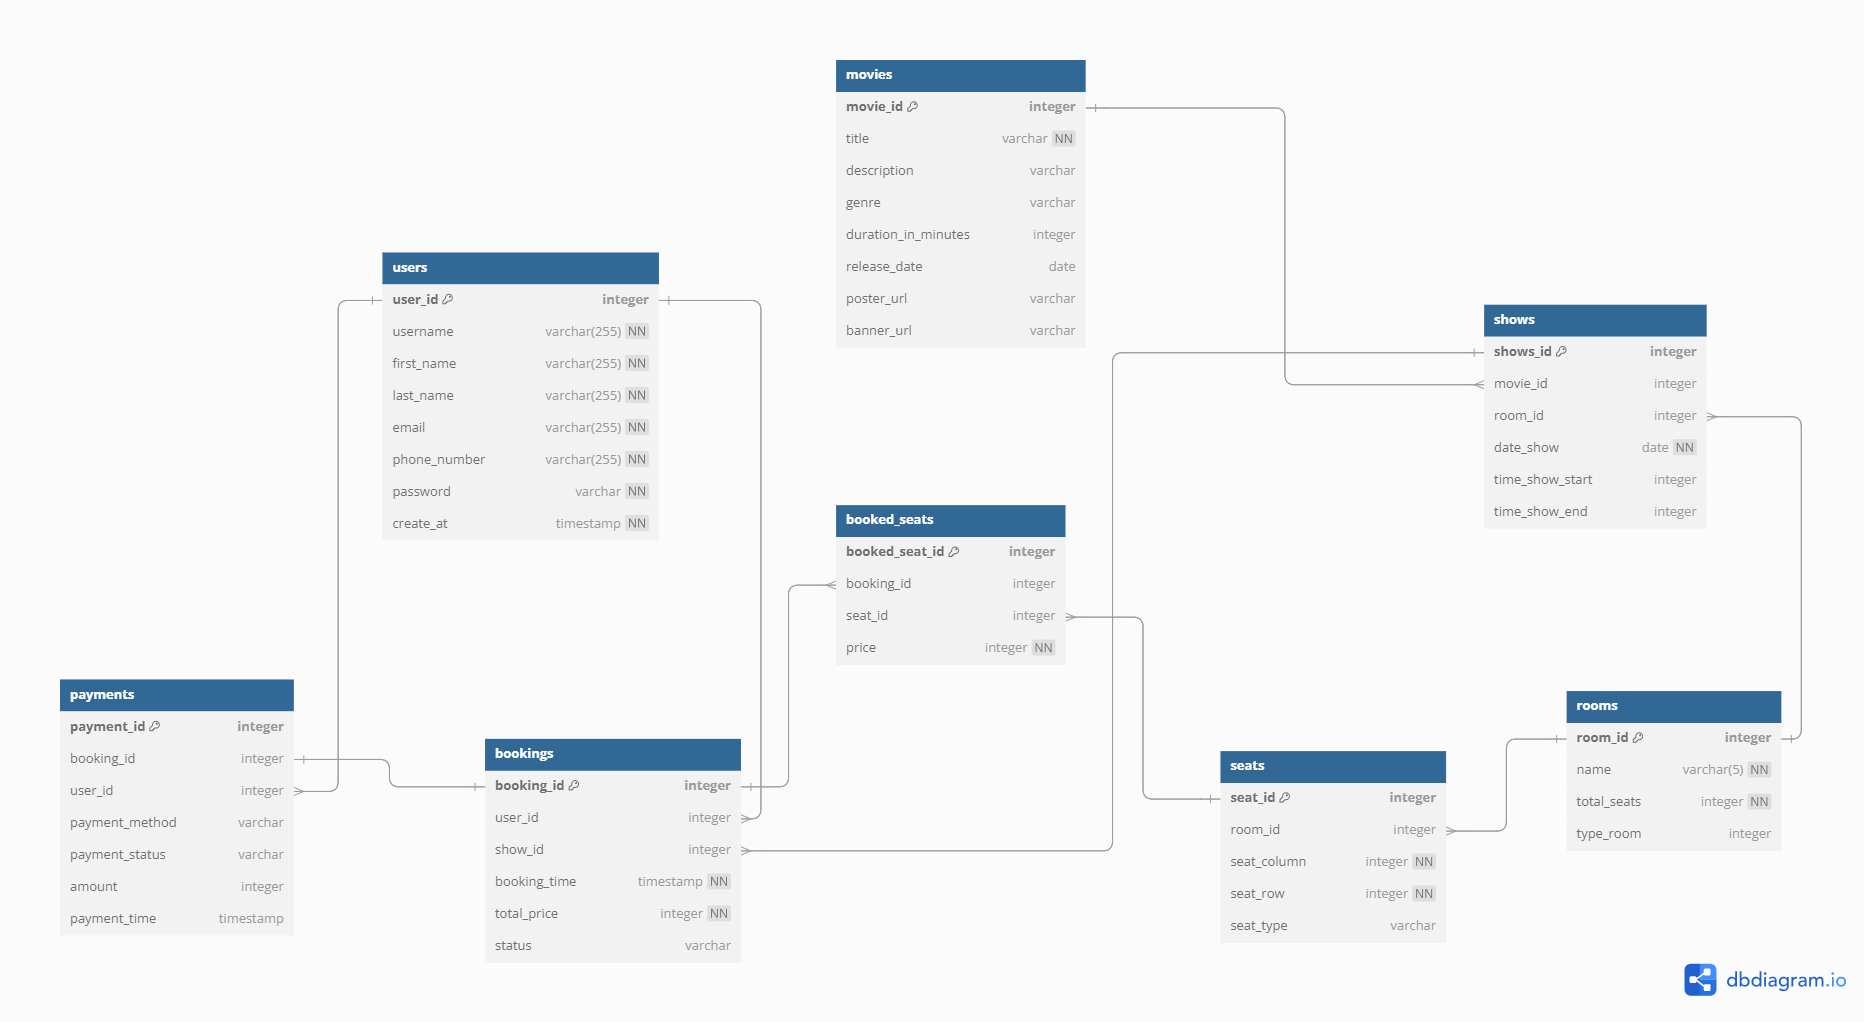 movies
movie_id integer
title varchar NN
description varchar
genre varchar
duration_in_minutes integer
release_date date
poster_url varchar
banner_url varchar
users
user_id integer
username varchar(255) NN
first_name varchar(255) NN
last_name varchar(255) NN
email varchar(255) NN
phone_number varchar(255) NN
password varchar NN
create_at timestamp NN
shows
shows_id integer
movie_id integer
room_id integer
date_show date NN
time_show_start integer
time_show_end integer
booked_seats
booked_seat_id integer
booking_id integer
seat_id integer
price integer NN
payments
payment_id integer
booking_id integer
user_id integer
payment_method varchar
payment_status varchar
amount integer
payment_time timestamp
bookings
booking_id integer
user_id integer
show_id integer
booking_time timestamp NN
total_price integer NN
status varchar
seats
seat_id integer
room_id integer
seat_column integer NN
seat_row integer NN
seat_type varchar
rooms
room_id integer
name varchar(5) NN
total_seats integer NN
type_room integer
dbdiagram.io